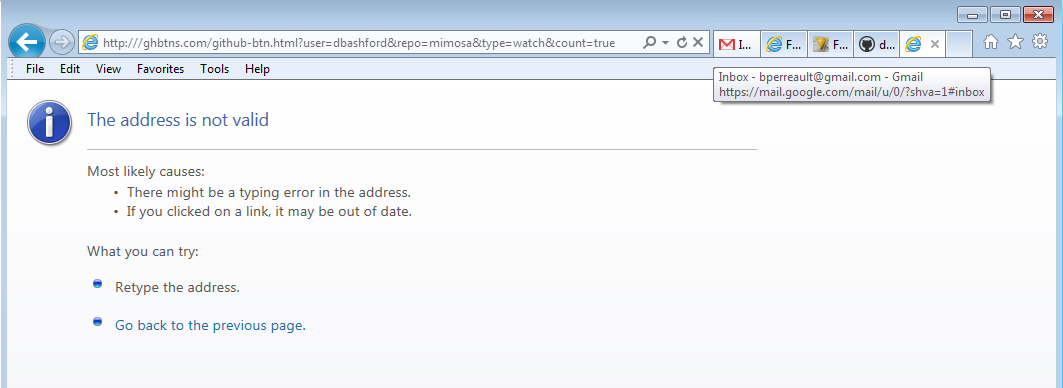 http:///ghbtns.com/github-btn.html?user=dbashford&repo=mimosa&type=watch&count=true
I...
F...
F...
d...
File Edit View Favorites Tools Help
Inbox - bperreault@gmail.com - Gmail
https://mail.google.com/mail/u/0/?shva=1#inbox
The address is not valid
Most likely causes:
• There might be a typing error in the address.
• If you clicked on a link, it may be out of date.
What you can try:
Retype the address.
Go back to the previous page.